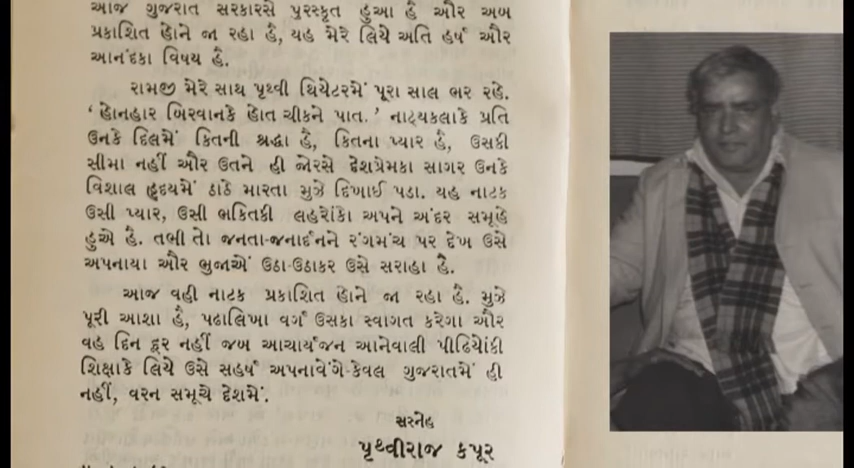 આજ ગુજરાત સરકારસે પુરસ્કૃત હુઆ હૈ ઔર અબ
પ્રકાશિત હોને જા રહા હૈ, યહ મેરે લિયે અતિ હર્ષ ઔર
આનંદકા વિષય હૈ.
રામજી મેરે સાથ પૃથ્વી થિયેટરમેં પૂરા સાલ ભર રહે.
‘ હોનહાર બિરવાનકે હોત ચીકને પાત. ’ નાટ્યકલાકે પ્રતિ
ઉનકે દિલમેં કિતની શ્રદ્ધા હૈ, કિતના પ્યાર હૈ, ઉસકી
સીમા નહીં ઔર ઉતને હી જોરસે દેશપ્રેમકા સાગર ઉનકે
વિશાલ હૃદયમેં ઠાઠે મારતા મુઝે દિખાઈ પડા. યહ નાટક
ઉસી પ્યાર, ઉસી ભક્તિકી લહરોંકો અપને અંદર સમૂહે
હુએ હૈ. તભી તો જનતા-જનાર્દનને રંગમંચ પર દેખ ઉસે
અપનાયા ઔર ભુજાએં ઉઠા-ઉઠાકર ઉસે સરાહા હૈ.
આજ વહી નાટક પ્રકાશિત હોને જા રહા હૈ. મુઝે
પૂરી આશા હૈ, પઢાલિખા વર્ગ ઉસકા સ્વાગત કરેગા ઔર
વહ દિન દૂર નહીં જબ આચાર્યજન આનેવાલી પીઢિયોંકી
શિક્ષાકે લિયે ઉસે સહર્ષ અપનાવેંગે-કેવલ ગુજરાતમેં હી
નહીં, વરન સમૂચે દેશમેં.
સસ્નેહ
પૃથ્વીરાજ કપૂર